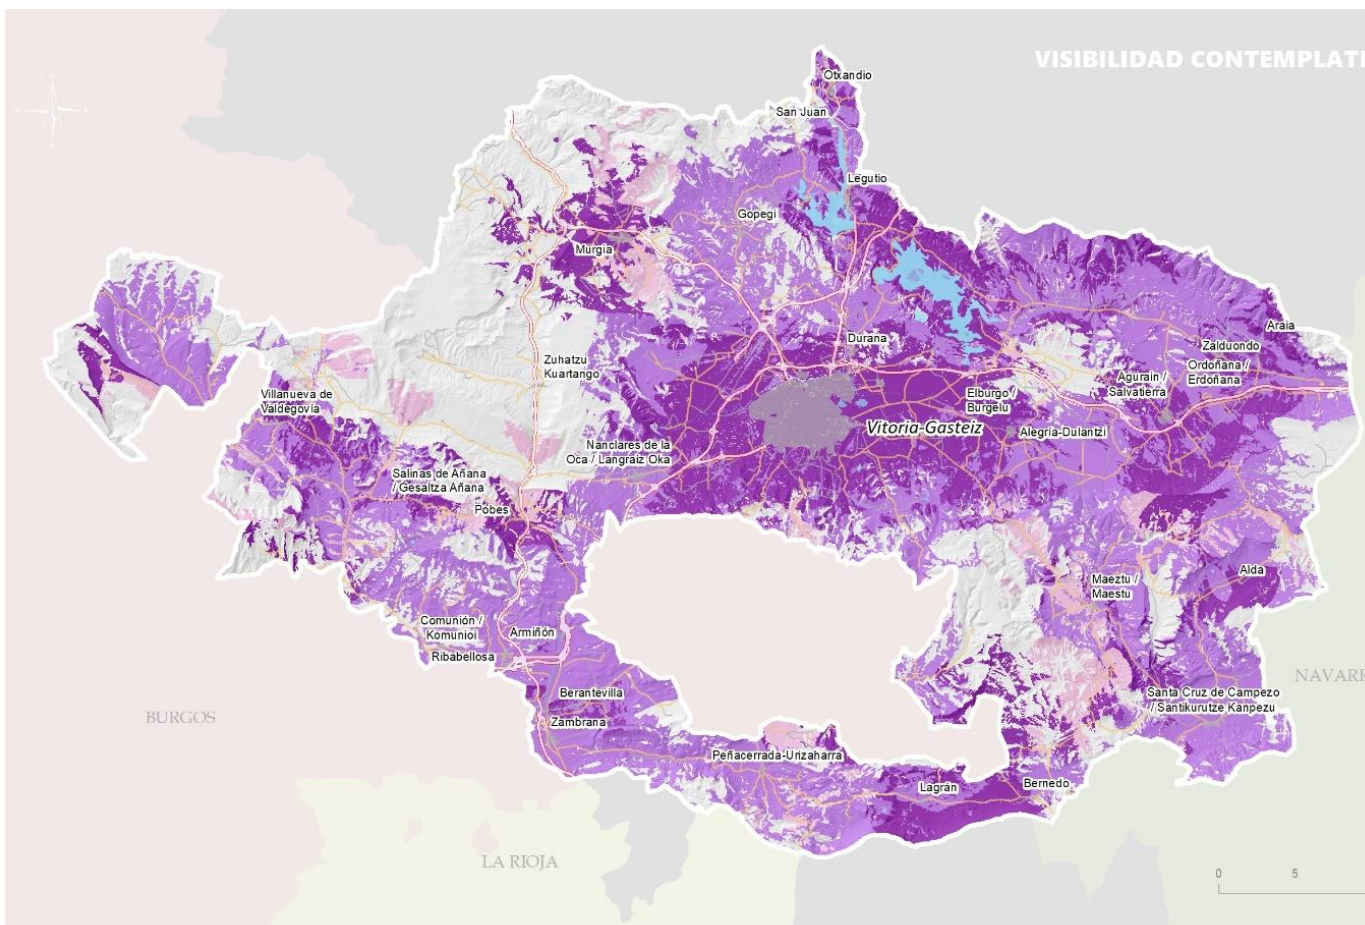 VISIBILIDAD CONTEMPLATI
Otxandio
San Juan
Legutio
Gopegi
Murgia
Araia
Durana
Zalduondo
Zuhatzu
Kuartango
Ordoñana /
Erdoñana
Agurain /
Salvatierra
Villanueva de
Valdegovia
Elburgo /
Burgelu
Vitoria-Gasteiz
Alegria-Dulantzi
Nanclares de la
Oca / Langraiz Oka
Salinas de Añana
/ Gesaltza Añana
Pobes
Alda
Maeztu /
Maestu
Comunión /
Komunioi
Armiñón
Ribabellosa
NAVARR
Berantevilla
Santa Cruz de Campezo
/ Santikurutze Kanpezu
BURGOS
Zambrana
Peñacerrada-Urizaharra
Lagrán
Bernedo
LA RIOJA
0 5